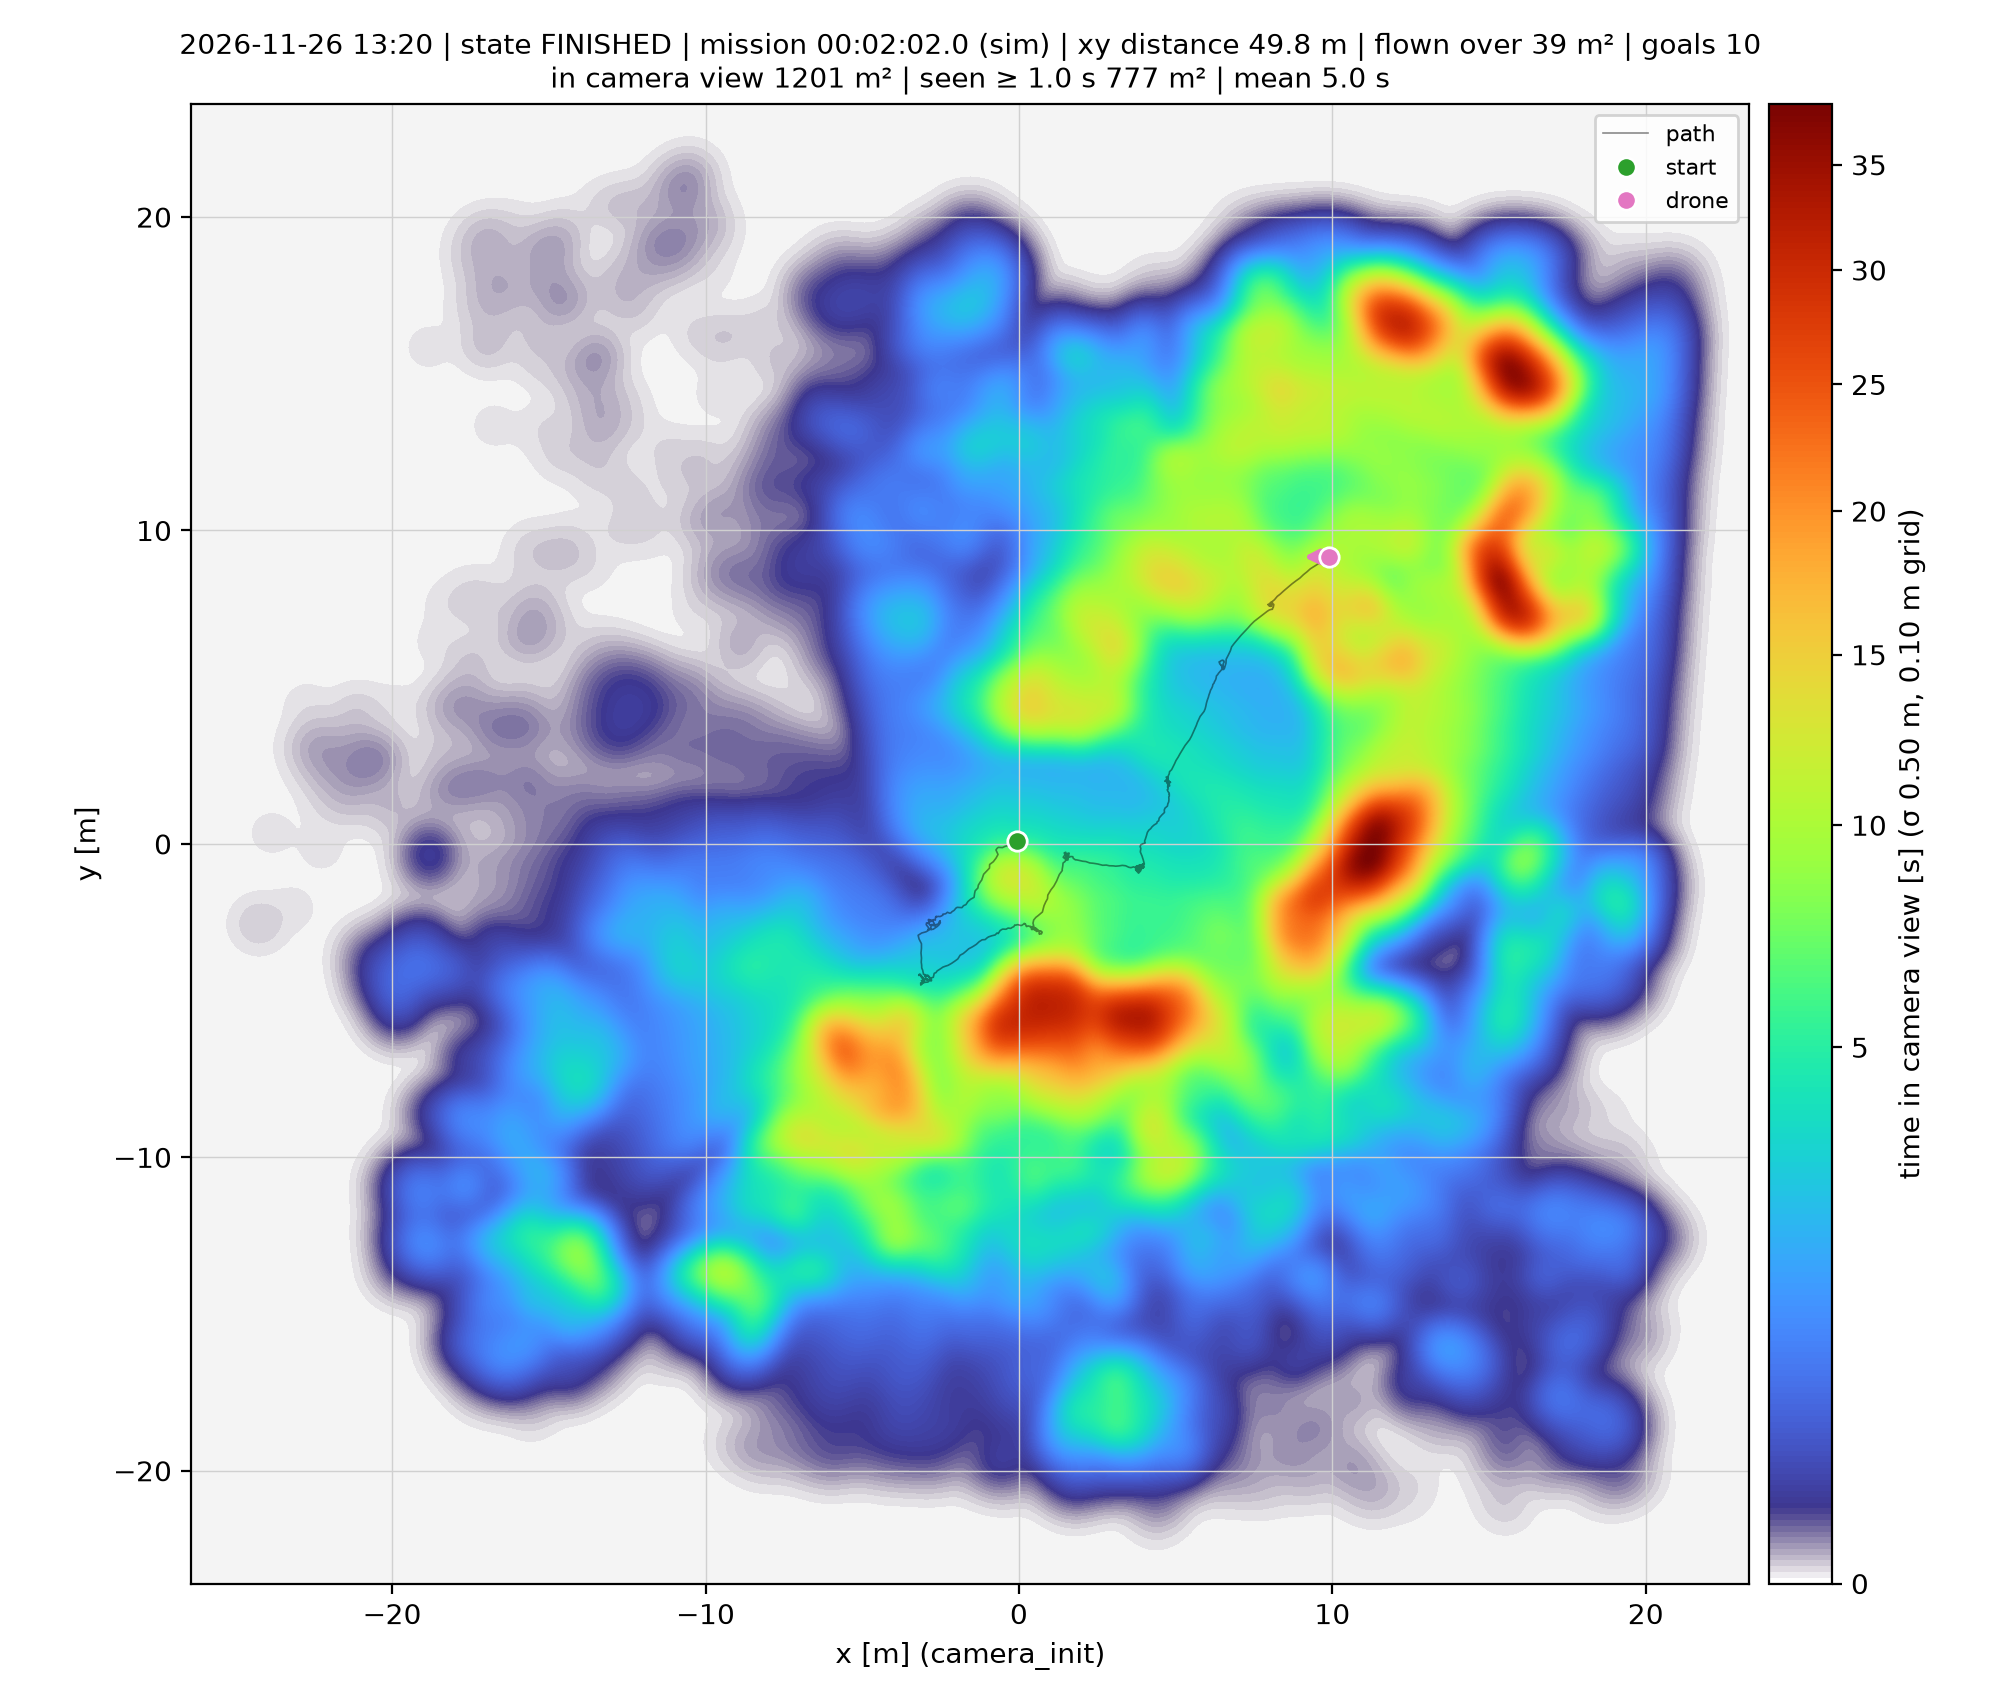 2026-11-26 13:20 | state FINISHED | mission 00:02:02.0 (sim) | xy distance 49.8 m | flown over 39 m² | goals 10
in camera view 1201 m² | seen ≥ 1.0 s 777 m² | mean 5.0 s
path
start
drone
20
10
0
−10
−20
y [m]
−20
−10
0
10
20
x [m] (camera_init)
35
30
25
20
15
10
5
0
time in camera view [s] (σ 0.50 m, 0.10 m grid)